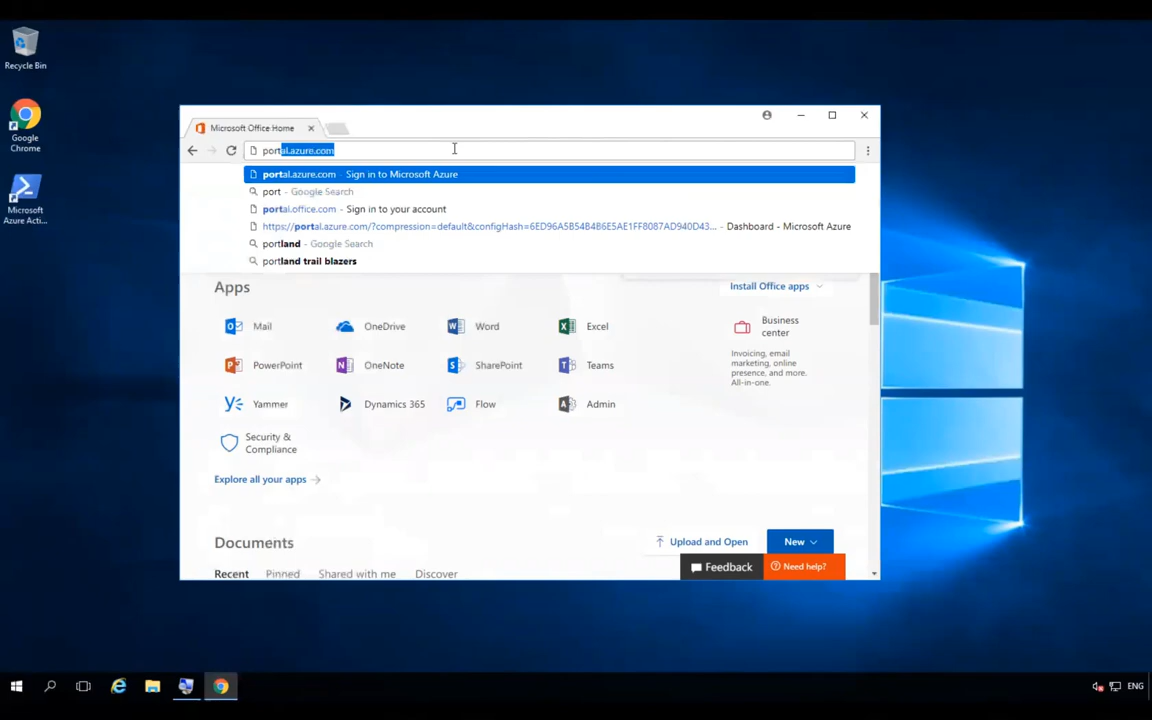 Recycle Bin
Google
Chrome
Microsoft
Azure Acti...
Microsoft Office Home
portal.azure.com
portal.azure.com - Sign in to Microsoft Azure
port - Google Search
portal.office.com - Sign in to your account
https://portal.azure.com/?compression=default&configHash=6ED96A5B54B4B6E5AE1FF8087AD940D43... - Dashboard - Microsoft Azure
portland - Google Search
portland trail blazers
Apps
Install Office apps
Mail
OneDrive
Word
Excel
Business
center
Invoicing, email
marketing, online
presence, and more.
All-in-one.
PowerPoint
OneNote
SharePoint
Teams
Yammer
Dynamics 365
Flow
Admin
Security &
Compliance
Explore all your apps
Documents
Upload and Open
New
Recent
Pinned
Shared with me
Discover
Feedback
Need help?
ENG